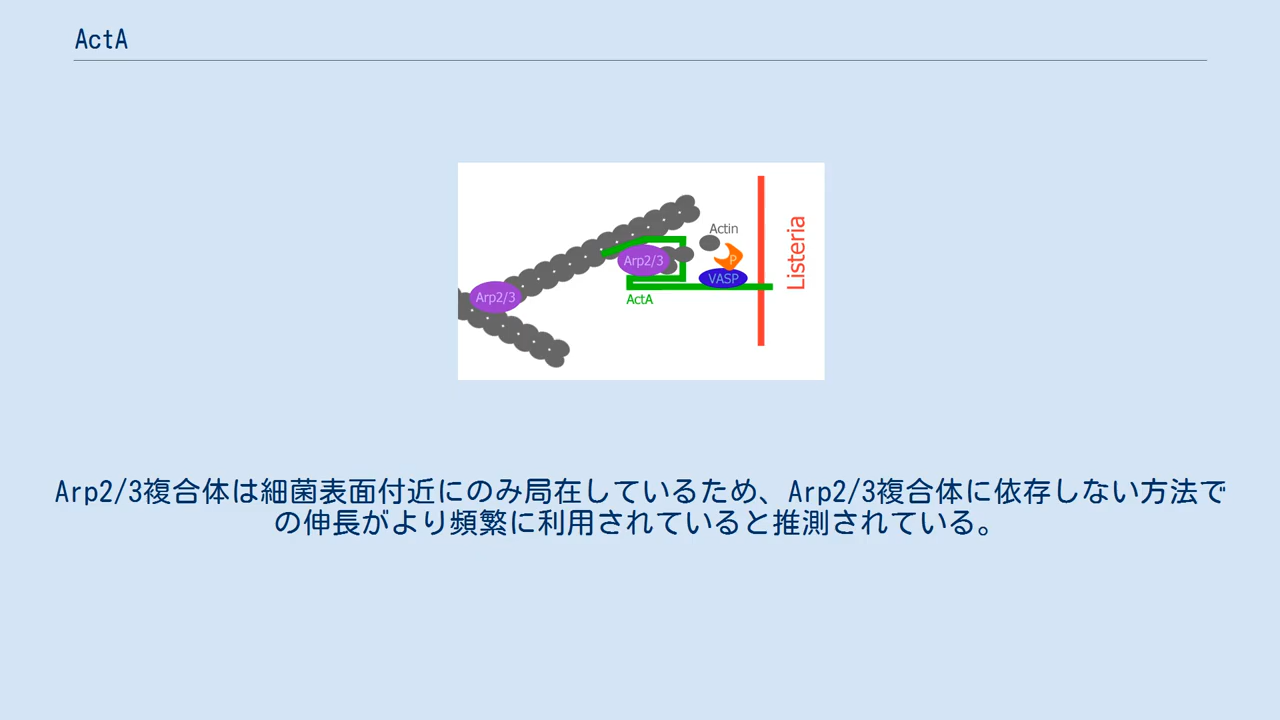 ActA
Actin
Arp2/3
P
VASP
Listeria
Arp2/3
ActA
Arp2/3複合体は細菌表面付近にのみ局在しているため、Arp2/3複合体に依存しない方法で
の伸長がより頻繁に利用されていると推測されている。